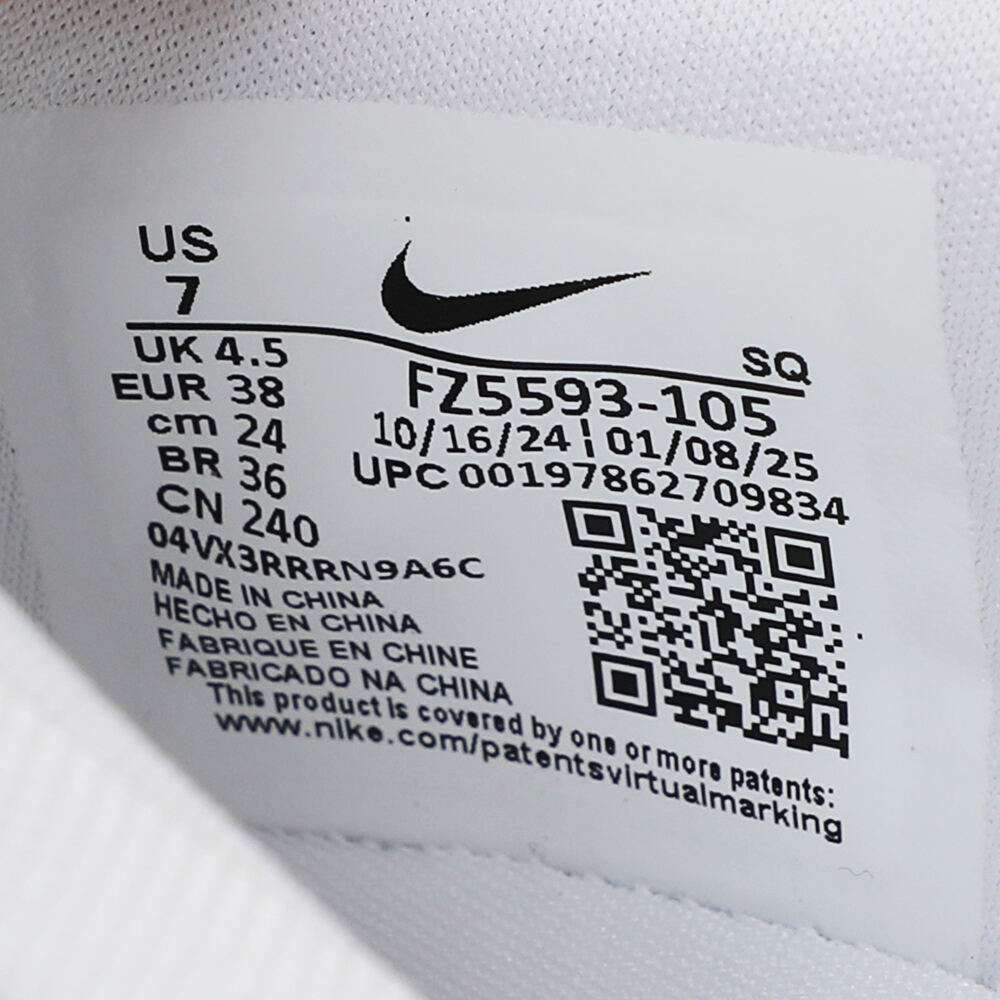 US
7
UK 4.5
EUR 38
cm 24
BR 36
CN 240
SQ
FZ5593-105
10/16/24 ¦ 01/08/25
UPC 00197862709834
04VX3RRRN9A6C
MADE IN CHINA
HECHO EN CHINA
FABRIQUE EN CHINE
FABRICADO NA CHINA
This product is covered by one or more patents:
www.nike.com/patentsvirtualmarking